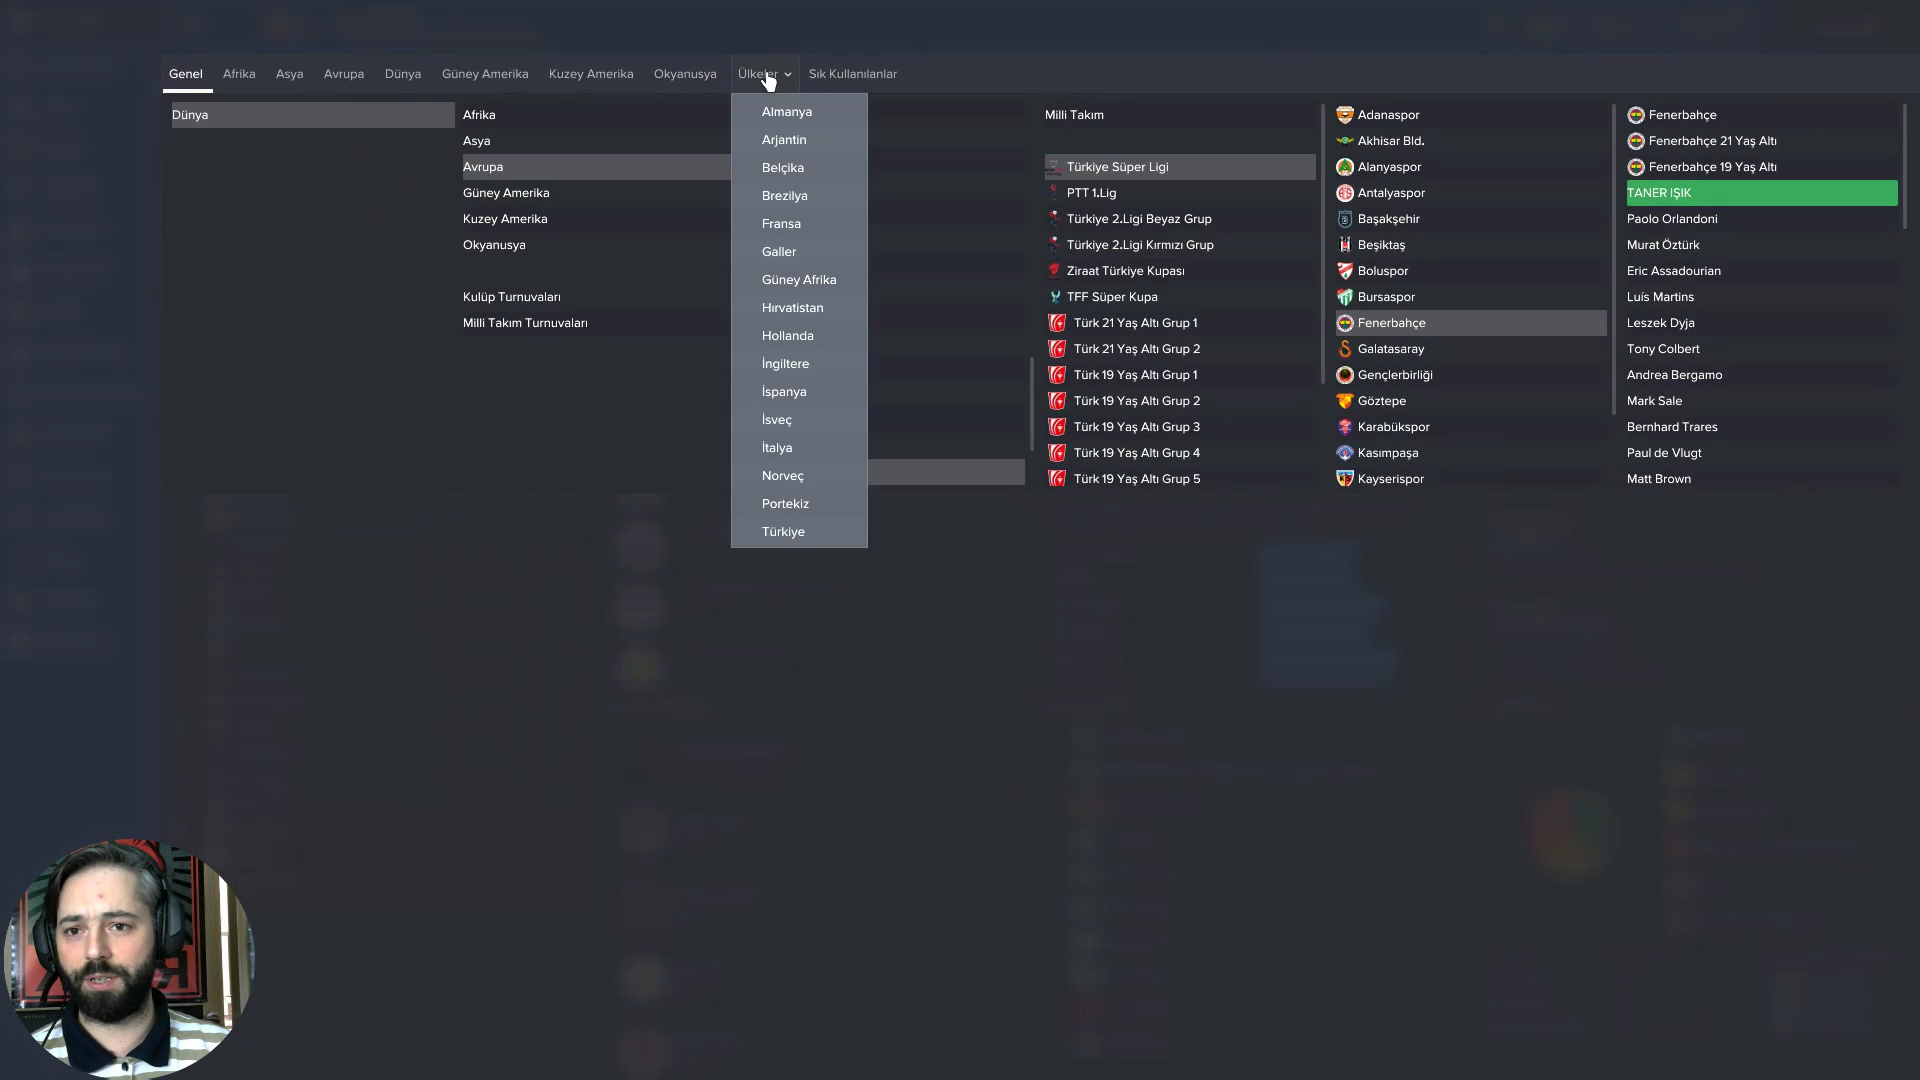 Genel Afrika Asya Avrupa Dünya Güney Amerika Kuzey Amerika Okyanusya Ülkeler Sık Kullanılanlar
Dünya
Afrika
Asya
Avrupa
Güney Amerika
Kuzey Amerika
Okyanusya
Kulüp Turnuvaları
Milli Takım Turnuvaları
Almanya
Arjantin
Belçika
Brezilya
Fransa
Galler
Güney Afrika
Hırvatistan
Hollanda
İngiltere
İspanya
İsveç
İtalya
Norveç
Portekiz
Türkiye
Milli Takım
Türkiye Süper Ligi
PTT 1.Lig
Türkiye 2.Ligi Beyaz Grup
Türkiye 2.Ligi Kırmızı Grup
Ziraat Türkiye Kupası
TFF Süper Kupa
Türk 21 Yaş Altı Grup 1
Türk 21 Yaş Altı Grup 2
Türk 19 Yaş Altı Grup 1
Türk 19 Yaş Altı Grup 2
Türk 19 Yaş Altı Grup 3
Türk 19 Yaş Altı Grup 4
Türk 19 Yaş Altı Grup 5
Adanaspor
Akhisar Bld.
Alanyaspor
Antalyaspor
Başakşehir
Beşiktaş
Boluspor
Bursaspor
Fenerbahçe
Galatasaray
Gençlerbirliği
Göztepe
Karabükspor
Kasımpaşa
Kayserispor
Fenerbahçe
Fenerbahçe 21 Yaş Altı
Fenerbahçe 19 Yaş Altı
TANER IŞIK
Paolo Orlandoni
Murat Öztürk
Eric Assadourian
Luís Martins
Leszek Dyja
Tony Colbert
Andrea Bergamo
Mark Sale
Bernhard Trares
Paul de Vlugt
Matt Brown